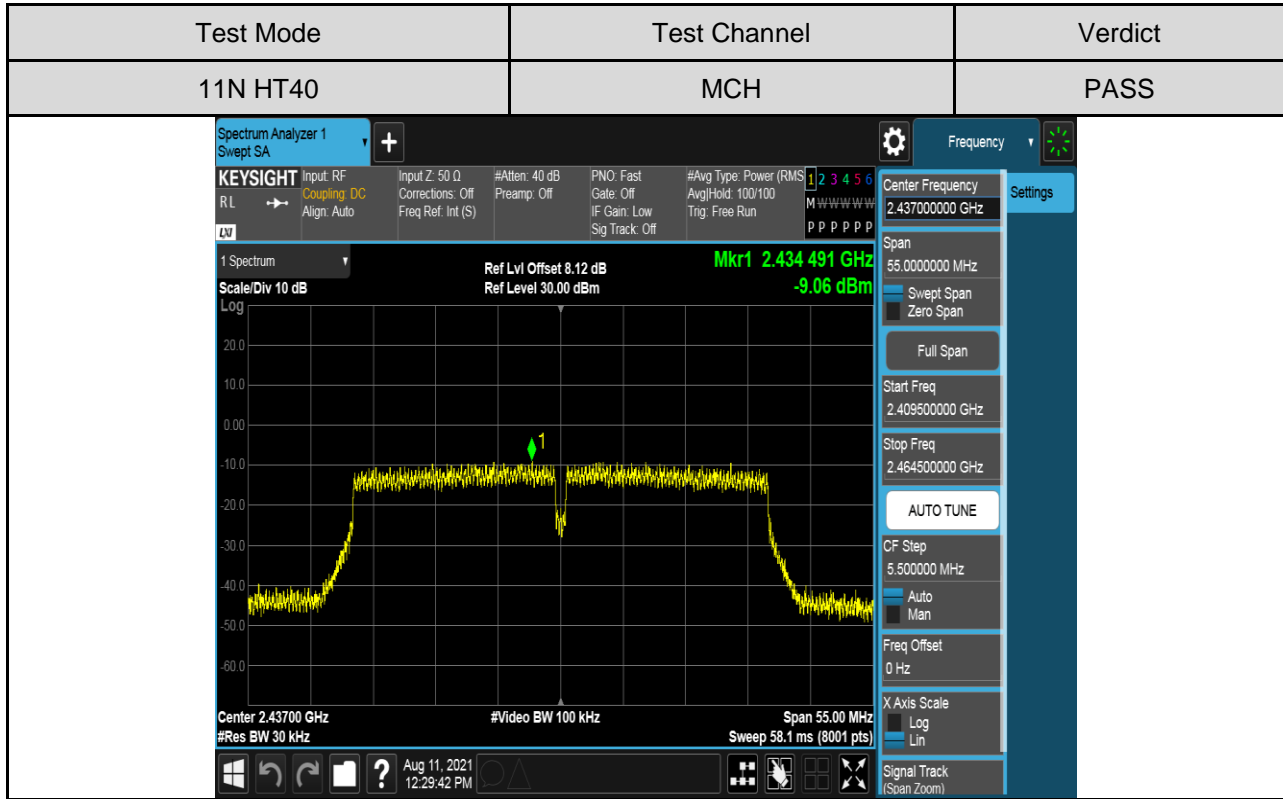 Test Mode Test Channel Verdict
11N HT40 MCH PASS
Spectrum Analyzer 1
Swept SA
+
Frequency
KEYSIGHT
RL
LXI
Input: RF
Coupling: DC
Align: Auto
Input Z: 50 Ω
Corrections: Off
Freq Ref: Int (S)
#Atten: 40 dB
Preamp: Off
PNO: Fast
Gate: Off
IF Gain: Low
Sig Track: Off
#Avg Type: Power (RMS
Avg|Hold: 100/100
Trig: Free Run
1 2 3 4 5 6
M W W W W W
P P P P P P
1 Spectrum
Scale/Div 10 dB
Ref Lvl Offset 8.12 dB
Ref Level 30.00 dBm
Mkr1 2.434 491 GHz
-9.06 dBm
Log
20.0
10.0
0.00
-10.0
-20.0
-30.0
-40.0
-50.0
-60.0
1
Center 2.43700 GHz
#Res BW 30 kHz
#Video BW 100 kHz
Span 55.00 MHz
Sweep 58.1 ms (8001 pts)
Center Frequency
2.437000000 GHz
Settings
Span
55.0000000 MHz
Swept Span
Zero Span
Full Span
Start Freq
2.409500000 GHz
Stop Freq
2.464500000 GHz
AUTO TUNE
CF Step
5.500000 MHz
Auto
Man
Freq Offset
0 Hz
X Axis Scale
Log
Lin
Signal Track
(Span Zoom)
?
Aug 11, 2021
12:29:42 PM